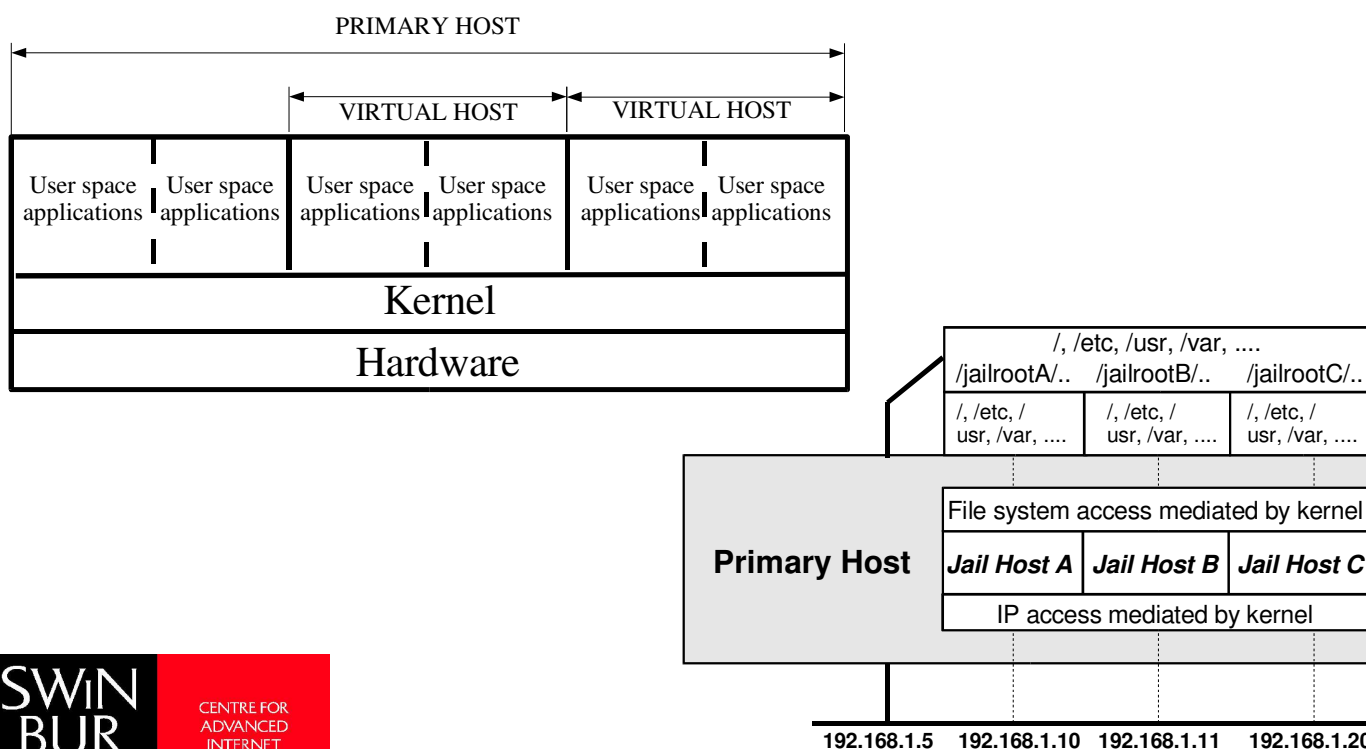 PRIMARY HOST
VIRTUAL HOST VIRTUAL HOST
User space User space User space User space User space User space
applications applications applications applications applications applications
Kernel
Hardware
/, /etc, /usr, /var, ....
/jailrootA/.. /jailrootB/.. /jailrootC/..
/, /etc, / /, /etc, / /, /etc, /
usr, /var, .... usr, /var, .... usr, /var, ....
File system access mediated by kernel
Primary Host Jail Host A Jail Host B Jail Host C
IP access mediated by kernel
192.168.1.5 192.168.1.10 192.168.1.11 192.168.1.20
SWIN
BUR
CENTRE FOR
ADVANCED
INTERNET